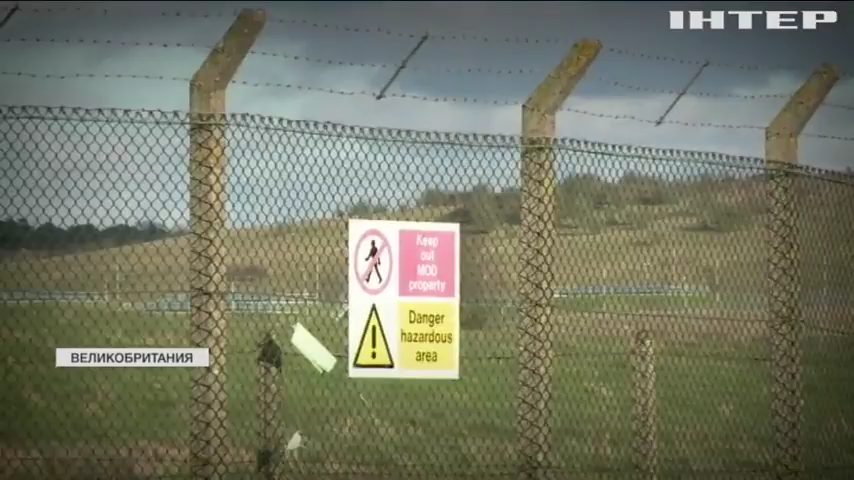 ІНТЕР
Keep
out
MOD
property
Danger
hazardous
area
ВЕЛИКОБРИТАНИЯ